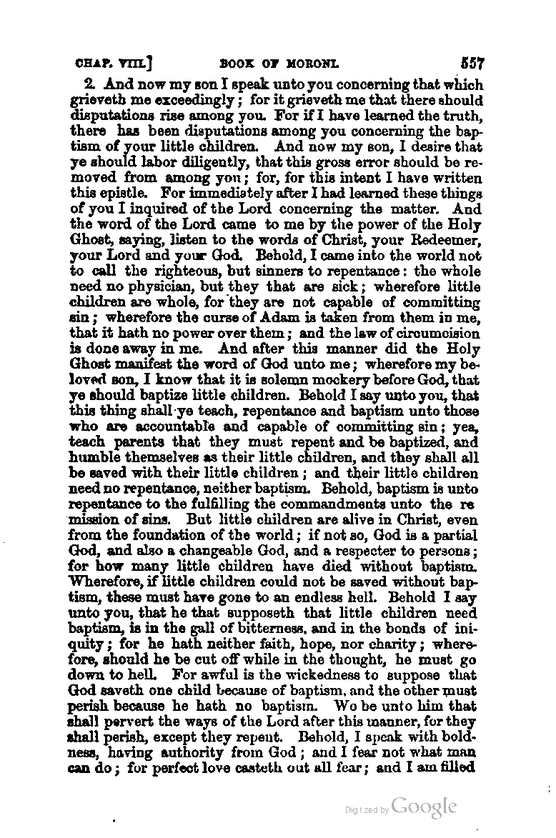 CHAP. VIII.] BOOK OF MORONI. 557
2. And now my son I speak unto you concerning that which
grieveth me exceedingly; for it grieveth me that there should
disputations rise among you. For if I have learned the truth,
there has been disputations among you concerning the bap-
tism of your little children. And now my son, I desire that
ye should labor diligently, that this gross error should be re-
moved from among you; for, for this intent I have written
this epistle. For immediately after I had learned these things
of you I inquired of the Lord concerning the matter. And
the word of the Lord came to me by the power of the Holy
Ghost, saying, listen to the words of Christ, your Redeemer,
your Lord and your God. Behold, I came into the world not
to call the righteous, but sinners to repentance: the whole
need no physician, but they that are sick; wherefore little
children are whole, for they are not capable of committing
sin; wherefore the curse of Adam is taken from them in me,
that it hath no power over them; and the law of circumcision
is done away in me. And after this manner did the Holy
Ghost manifest the word of God unto me; wherefore my be-
loved son, I know that it is solemn mockery before God, that
ye should baptize little children. Behold I say unto you, that
this thing shall ye teach, repentance and baptism unto those
who are accountable and capable of committing sin; yea,
teach parents that they must repent and be baptized, and
humble themselves as their little children, and they shall all
be saved with their little children; and their little children
need no repentance, neither baptism. Behold, baptism is unto
repentance to the fulfilling the commandments unto the re
mission of sins. But little children are alive in Christ, even
from the foundation of the world; if not so, God is a partial
God, and also a changeable God, and a respecter to persons;
for how many little children have died without baptism.
Wherefore, if little children could not be saved without bap-
tism, these must have gone to an endless hell. Behold I say
unto you, that he that supposeth that little children need
baptism, is in the gall of bitterness, and in the bonds of ini-
quity; for he hath neither faith, hope, nor charity; where-
fore, should he be cut off while in the thought, he must go
down to hell. For awful is the wickedness to suppose that
God saveth one child because of baptism, and the other must
perish because he hath no baptism. Wo be unto him that
shall pervert the ways of the Lord after this manner, for they
shall perish, except they repent. Behold, I speak with bold-
ness, having authority from God; and I fear not what man
can do; for perfect love casteth out all fear; and I am filled
Digitized by Google